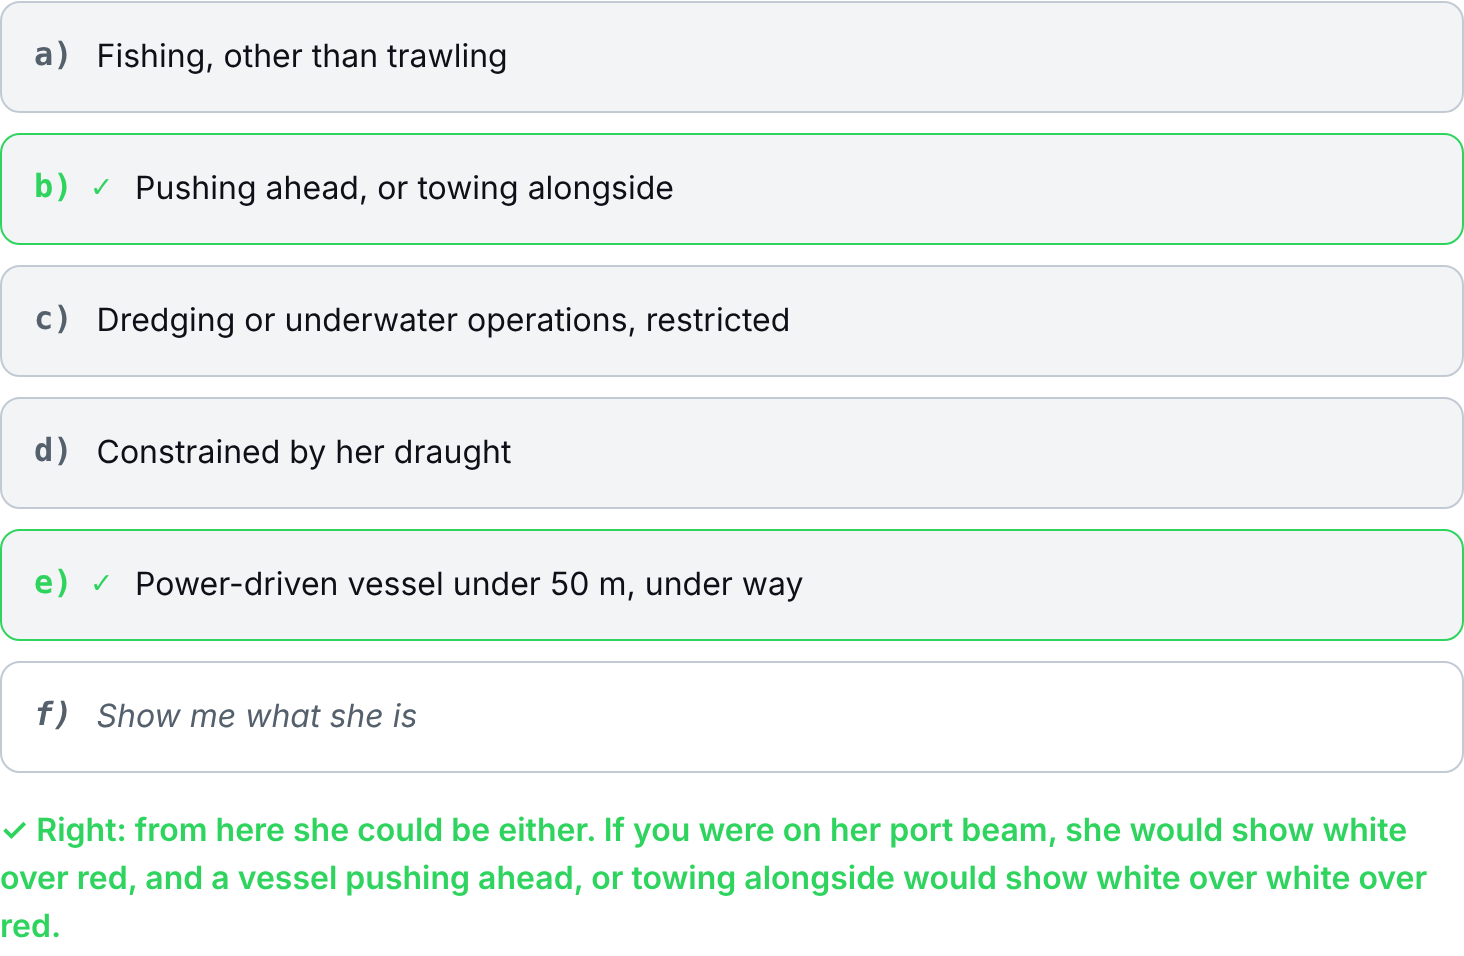 a) Fishing, other than trawling
b) ✓ Pushing ahead, or towing alongside
c) Dredging or underwater operations, restricted
d) Constrained by her draught
e) ✓ Power-driven vessel under 50 m, under way
f) Show me what she is
✓ Right: from here she could be either. If you were on her port beam, she would show white
over red, and a vessel pushing ahead, or towing alongside would show white over white over
red.